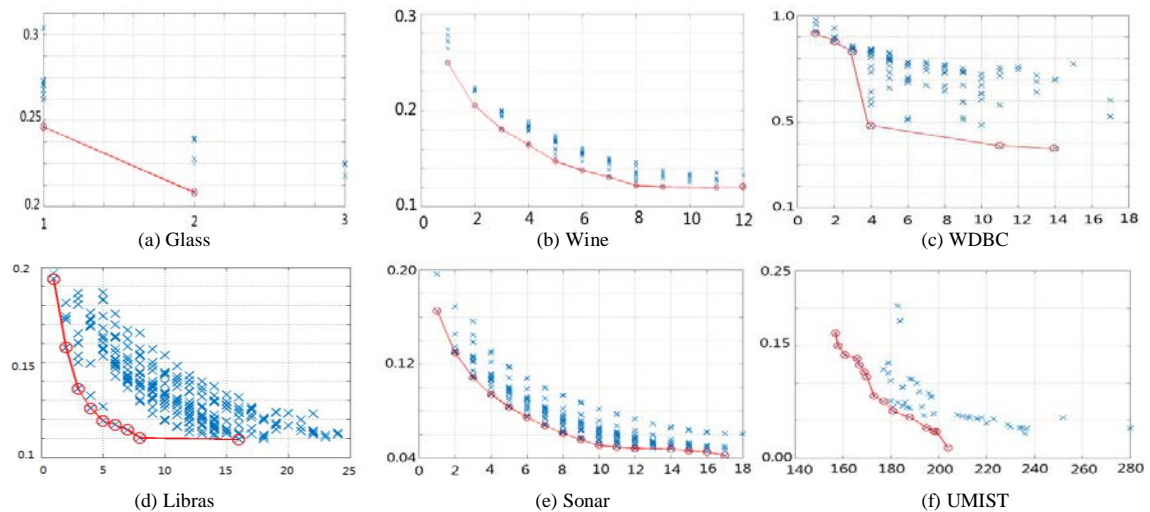 0.3
0.25
0.2
1
2
3
(a) Glass
0.3
0.2
0.1
0 2 4 6 8 10 12
(b) Wine
1.0
0.5
0.1
0 2 4 6 8 10 11 14 16 18
(c) WDBC
0.2
0.15
0.1
0 5 10 15 20 25
(d) Libras
0.20
0.12
0.04
0 2 4 6 8 10 12 14 16 18
(e) Sonar
0.25
0.15
0.00
140 160 180 200 220 240 260 280
(f) UMIST